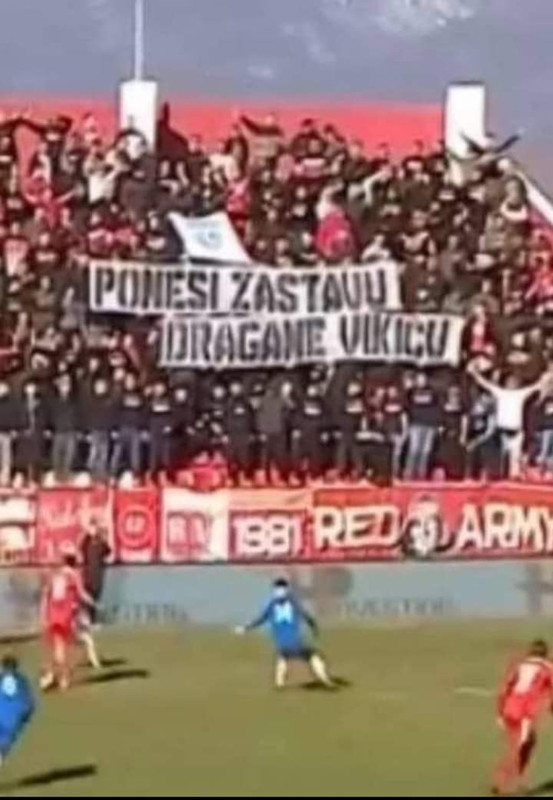 PONESI ZASTAVU
DRAGANE VIKIĆU
1981 RED ARMY